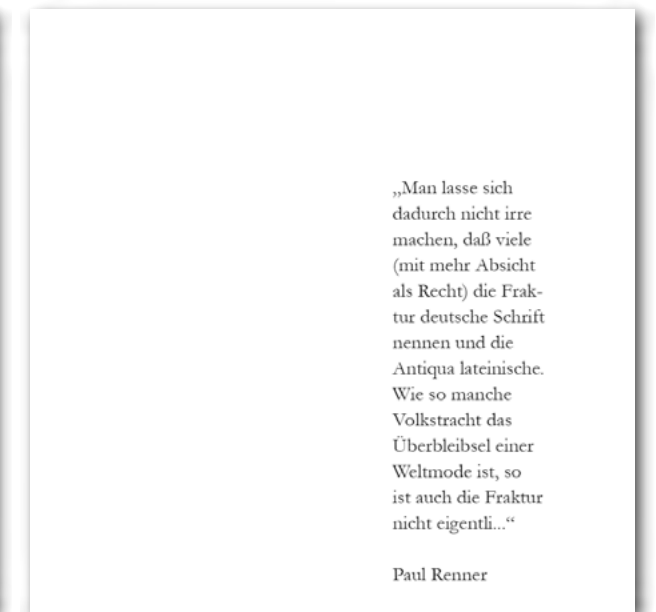 „Man lasse sich
dadurch nicht irre
machen, daß viele
(mit mehr Absicht
als Recht) die Frak-
tur deutsche Schrift
nennen und die
Antiqua lateinische.
Wie so manche
Volkstracht das
Überbleibsel einer
Weltmode ist, so
ist auch die Fraktur
nicht eigentli...“
Paul Renner